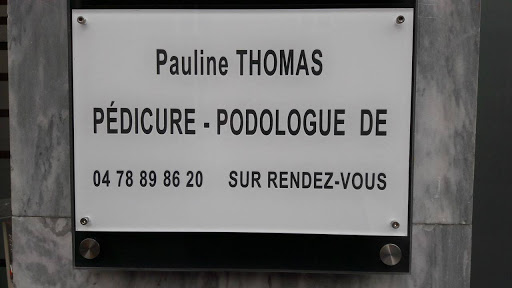 Pauline THOMAS
PÉDICURE - PODOLOGUE DE
04 78 89 86 20 SUR RENDEZ-VOUS